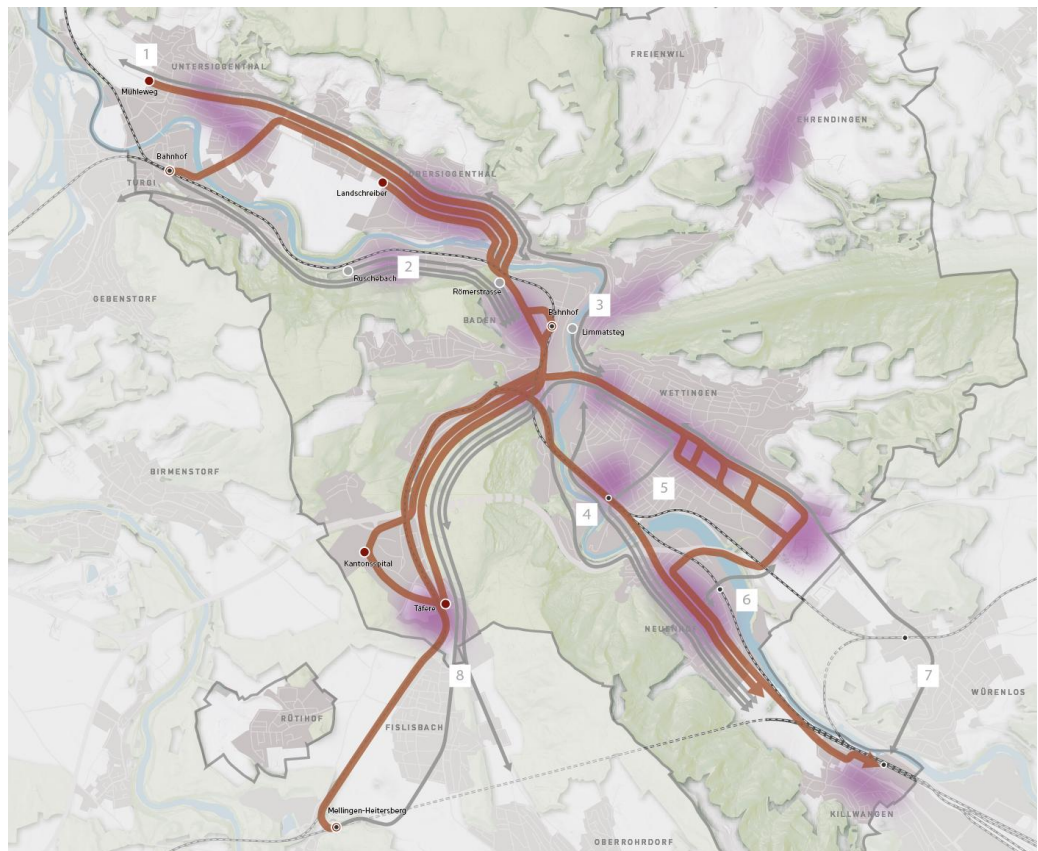 1
UNTERSIGGENTHAL
FREIENWIL
Mühleweg
EHRENDINGEN
Bahnhof
TURGI
OBERSIGGENTHAL
Landschreiber
2
Ruschebach
Römerstrasse
GEBENSTORF
3
Bahnhof
BADEN
Limmatsteg
WETTINGEN
BIRMENSTORF
5
4
Kantonsspital
6
Täfere
NEUENHOF
8
7
WÜRENLOS
RÜTIHOF
FISLISBACH
Mellingen-Heitersberg
KILLWANGEN
OBERROHRDORF